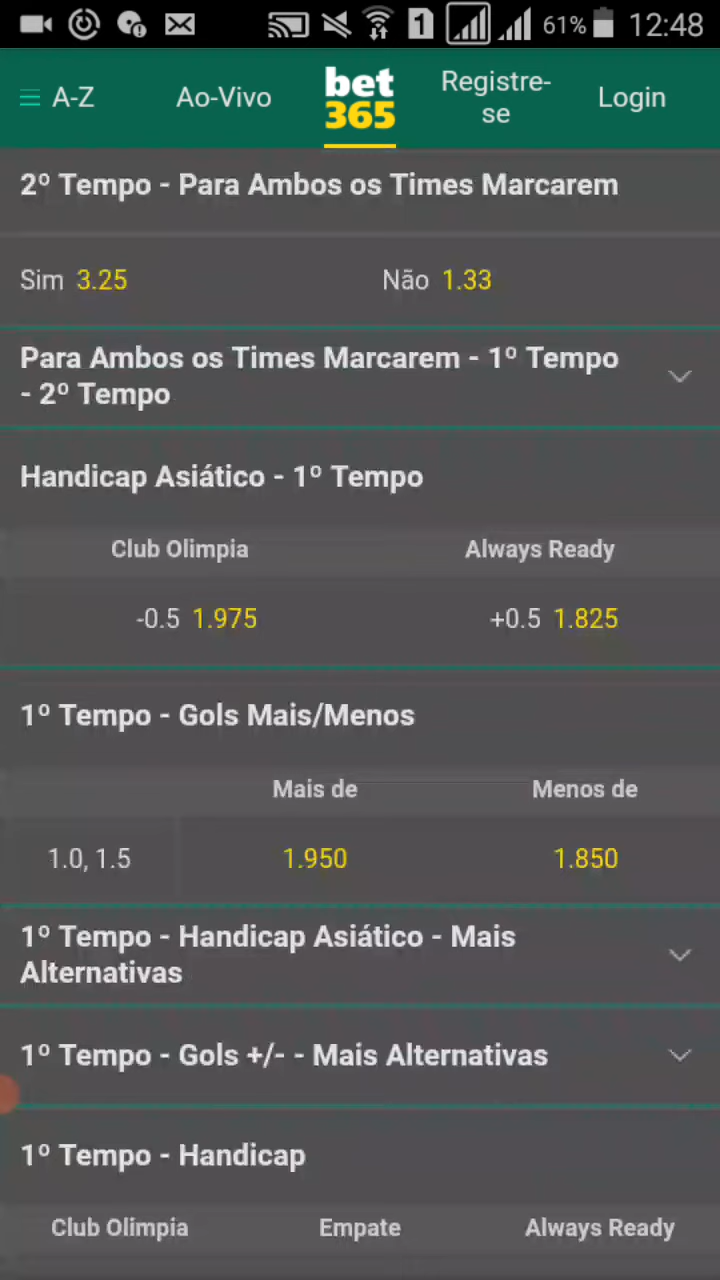 1 61% 12:48
A-Z Ao-Vivo bet365 Registre-se Login
2º Tempo - Para Ambos os Times Marcarem
Sim 3.25 Não 1.33
Para Ambos os Times Marcarem - 1º Tempo
- 2º Tempo
Handicap Asiático - 1º Tempo
Club Olimpia Always Ready
-0.5 1.975 +0.5 1.825
1º Tempo - Gols Mais/Menos
Mais de Menos de
1.0, 1.5 1.950 1.850
1º Tempo - Handicap Asiático - Mais
Alternativas
1º Tempo - Gols +/- - Mais Alternativas
1º Tempo - Handicap
Club Olimpia Empate Always Ready